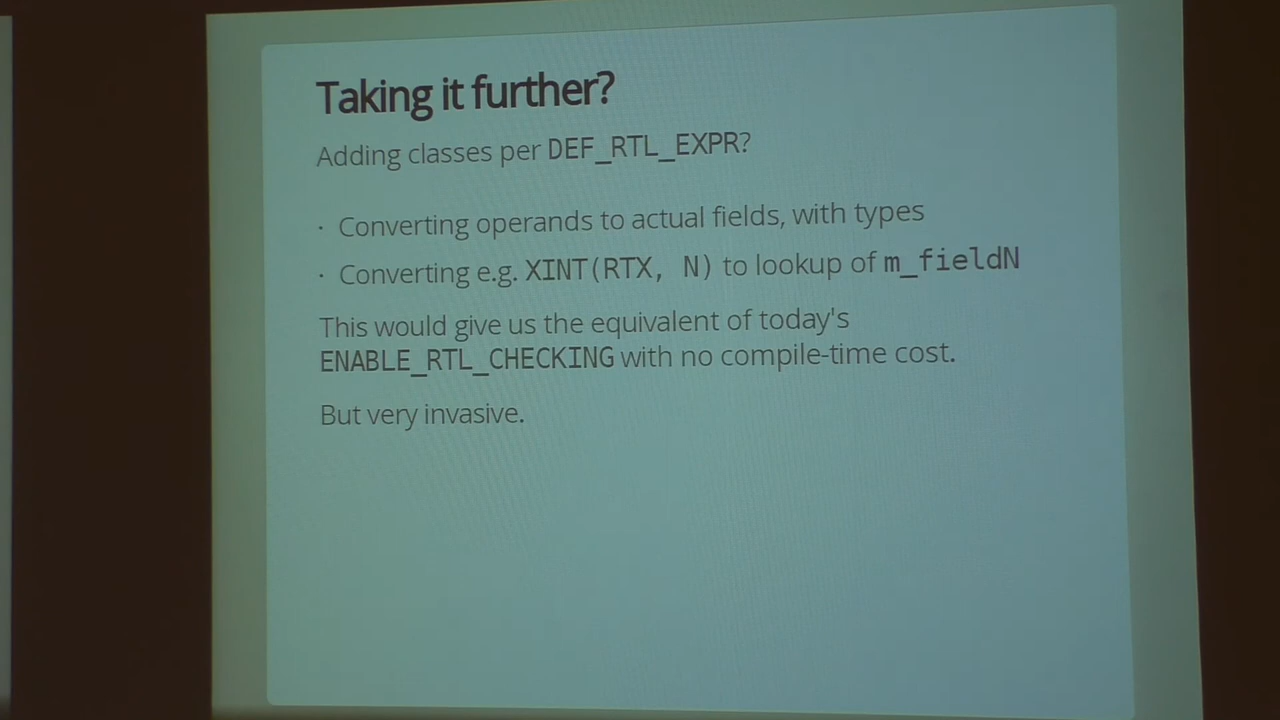 Taking it further?
Adding classes per DEF_RTL_EXPR?
· Converting operands to actual fields, with types
· Converting e.g. XINT(RTX, N) to lookup of m_fieldN
This would give us the equivalent of today's
ENABLE_RTL_CHECKING with no compile-time cost.
But very invasive.